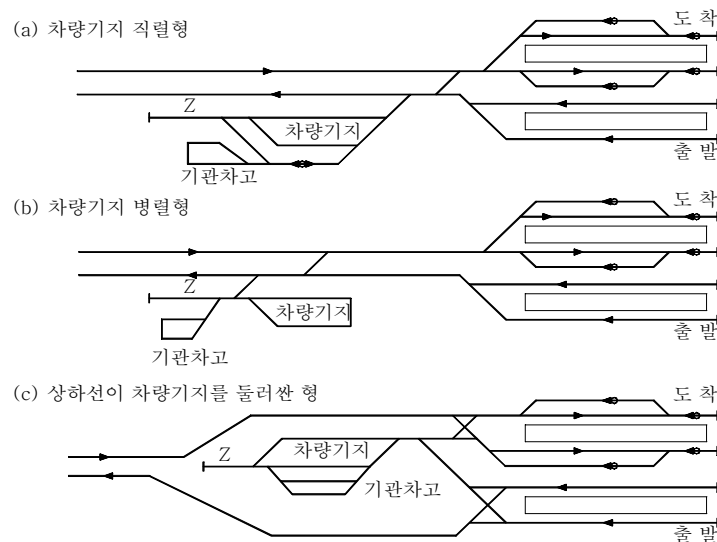 (a) 차량기지 직렬형
도 착
Z
차량기지
기관차고
출 발
(b) 차량기지 병렬형
도 착
Z
차량기지
기관차고
출 발
(c) 상하선이 차량기지를 둘러싼 형
도 착
Z
차량기지
기관차고
출 발